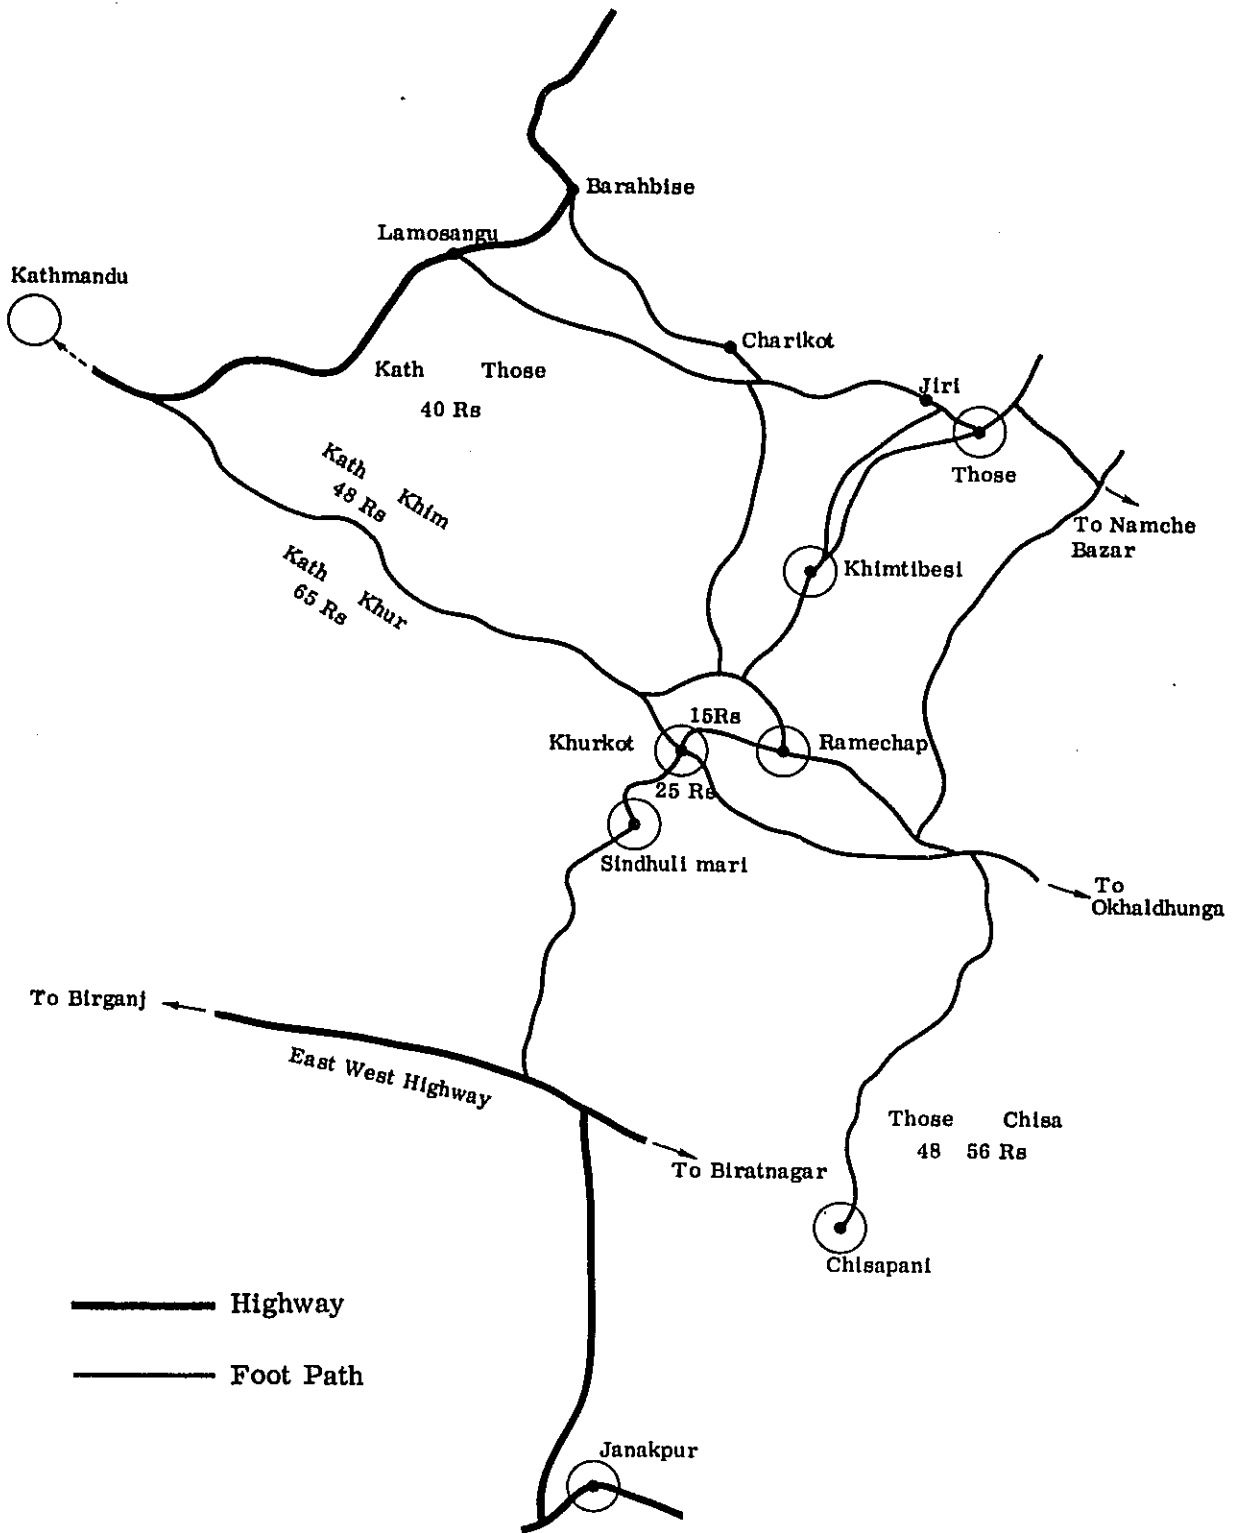 Barahbise
Lamosangu
Kathmandu
Charikot
Kath Those
40 Rs
Jiri
Those
Kath Khim
48 Rs
To Namche
Bazar
Kath Khur
65 Rs
Khimtibesi
15Rs
Khurkot
Ramechap
25 Rs
Sindhuli mari
To
Okhaldhunga
To Birganj
East West Highway
Those Chisa
48 56 Rs
To Biratnagar
Chisapani
Highway
Foot Path
Janakpur